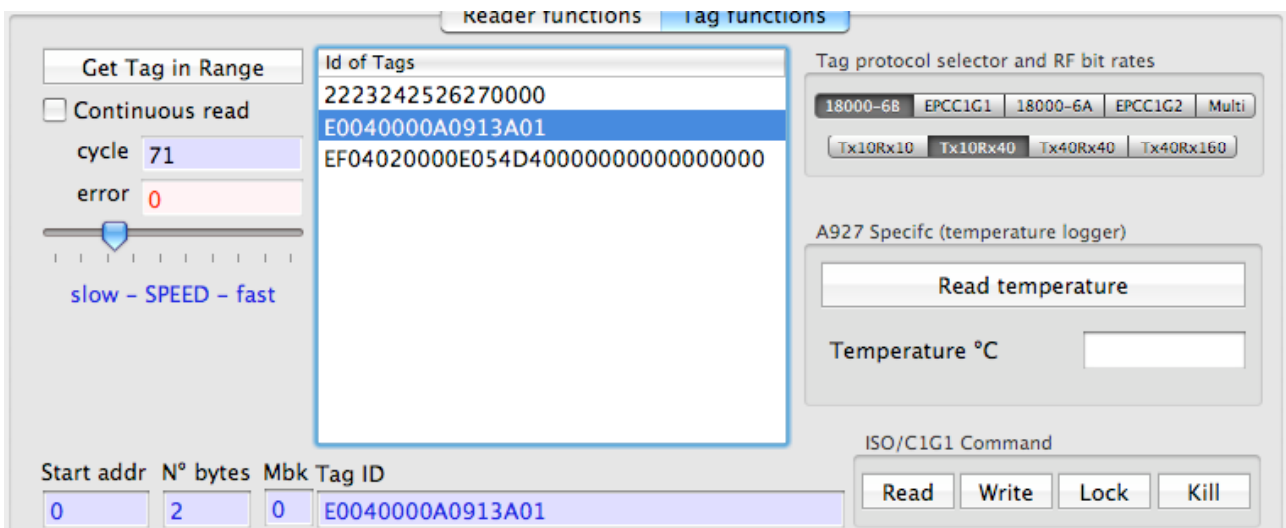 Reader functions
Tag functions
Get Tag in Range
Continuous read
cycle 71
error 0
slow – SPEED – fast
Id of Tags
2223242526270000
E0040000A0913A01
EF04020000E054D40000000000000000
Tag protocol selector and RF bit rates
18000-6B EPCC1G1 18000-6A EPCC1G2 Multi
Tx10Rx10 Tx10Rx40 Tx40Rx40 Tx40Rx160
A927 Specifc (temperature logger)
Read temperature
Temperature °C
Start addr N° bytes Mbk Tag ID
0 2 0 E0040000A0913A01
ISO/C1G1 Command
Read Write Lock Kill